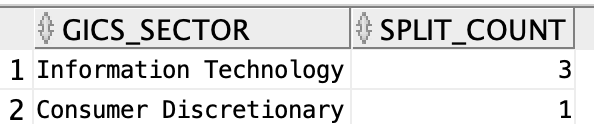 GICS_SECTOR SPLIT_COUNT
1 Information Technology 3
2 Consumer Discretionary 1